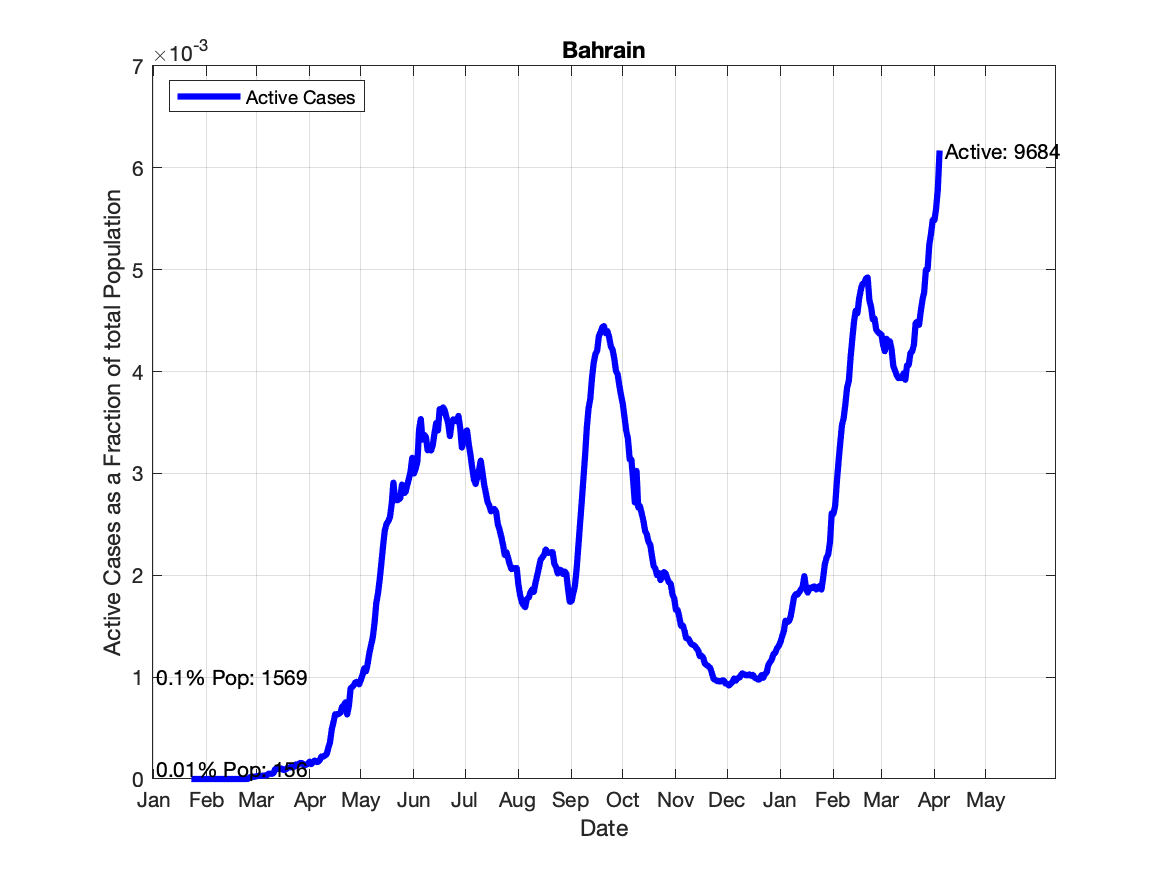 Bahrain
×10-3
7
6
5
4
3
2
1
0
Active Cases as a Fraction of total Population
Active Cases
Active: 9684
0.1% Pop: 1569
0.01% Pop: 156
Jan Feb Mar Apr May Jun Jul Aug Sep Oct Nov Dec Jan Feb Mar Apr May
Date